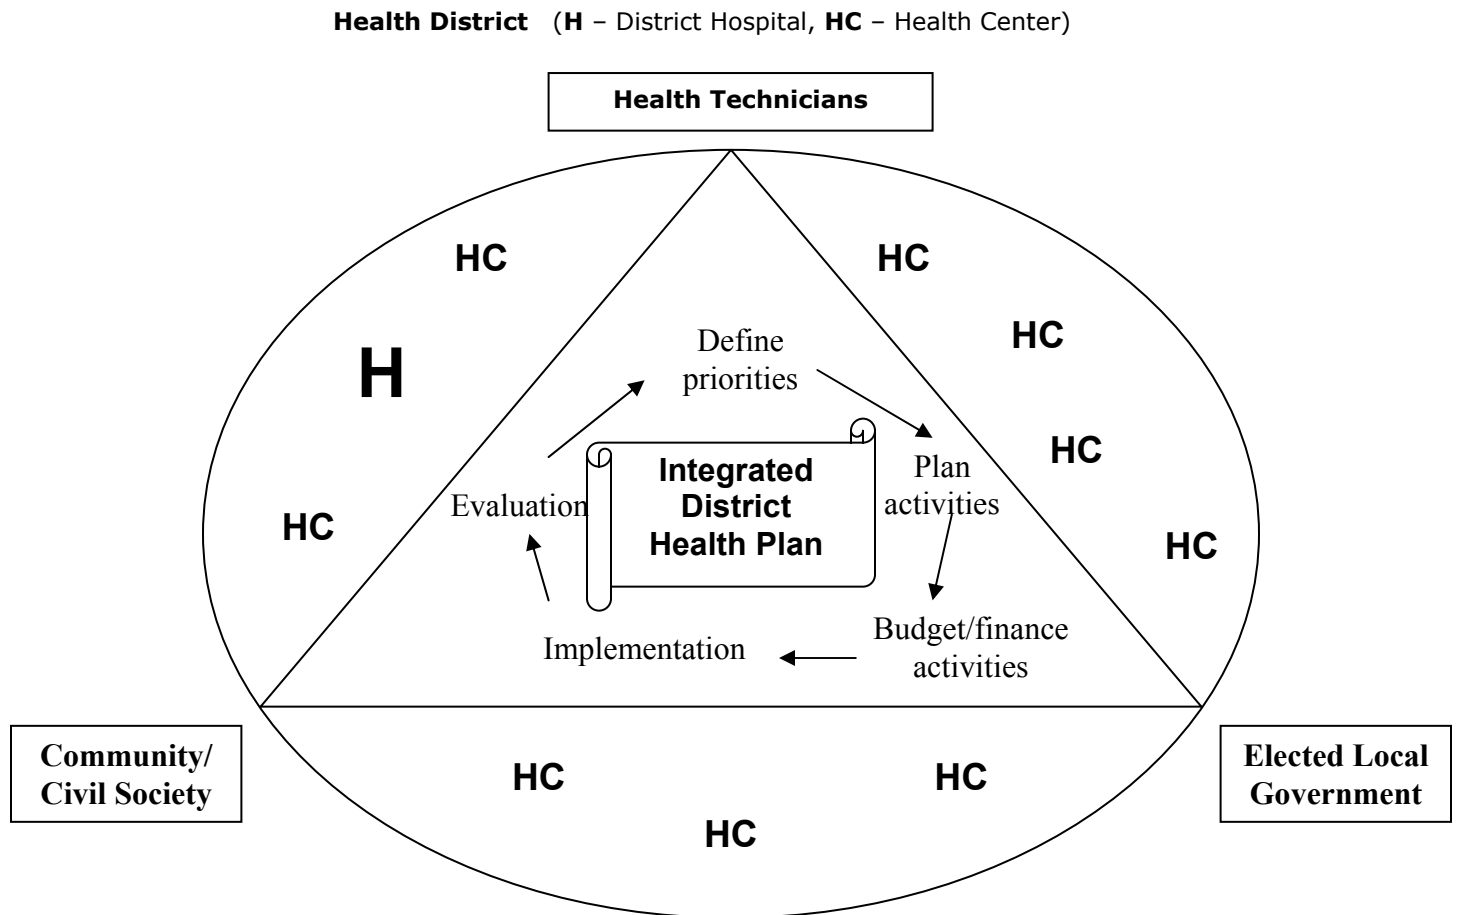 Health District (H – District Hospital, HC – Health Center)
Health Technicians
HC
HC
HC
H
Define
priorities
HC
Integrated
District
Health Plan
Plan
activities
Evaluation
HC
HC
Budget/finance
activities
Implementation
Community/
Civil Society
Elected Local
Government
HC
HC
HC